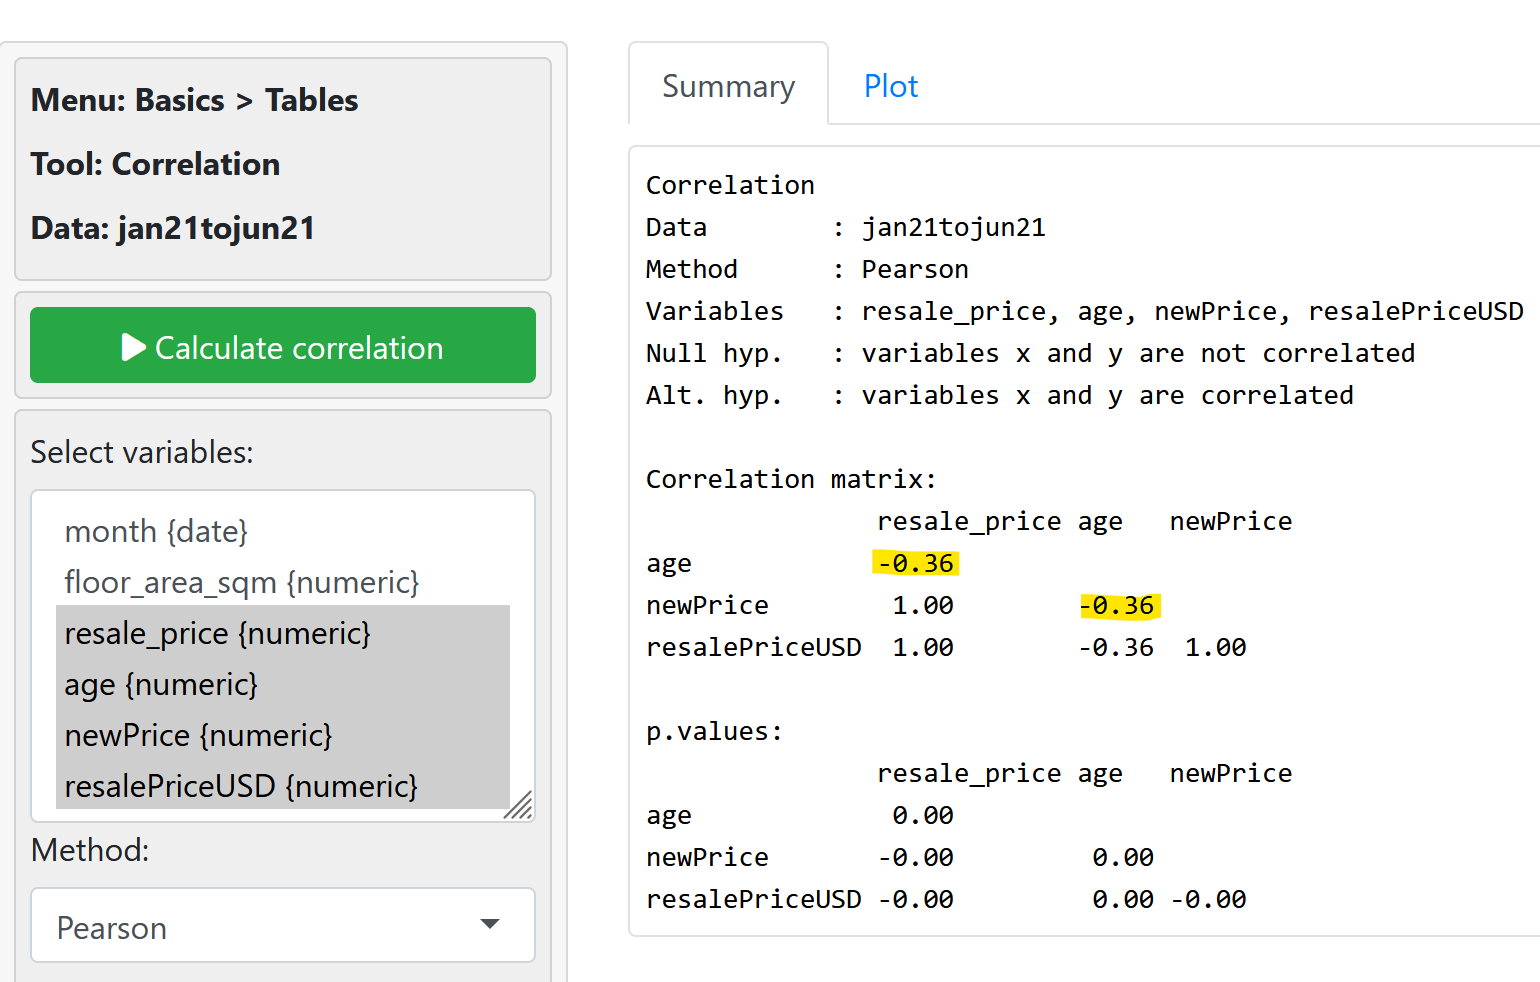 Menu: Basics > Tables
Tool: Correlation
Data: jan21tojun21
Calculate correlation
Select variables:
month {date}
floor_area_sqm {numeric}
resale_price {numeric}
age {numeric}
newPrice {numeric}
resalePriceUSD {numeric}
Method:
Pearson
Summary
Plot
Correlation
Data        : jan21tojun21
Method      : Pearson
Variables   : resale_price, age, newPrice, resalePriceUSD
Null hyp.   : variables x and y are not correlated
Alt. hyp.   : variables x and y are correlated
Correlation matrix:
               resale_price age   newPrice
age            -0.36
newPrice        1.00        -0.36
resalePriceUSD  1.00        -0.36  1.00
p.values:
               resale_price age   newPrice
age             0.00
newPrice       -0.00         0.00
resalePriceUSD -0.00         0.00 -0.00